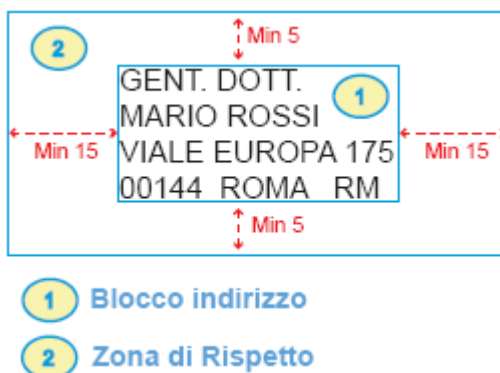 2
Min 5
GENT. DOTT.
1
MARIO ROSSI
Min 15
VIALE EUROPA 175
Min 15
00144 ROMA RM
Min 5
1 Blocco indirizzo
2 Zona di Rispetto